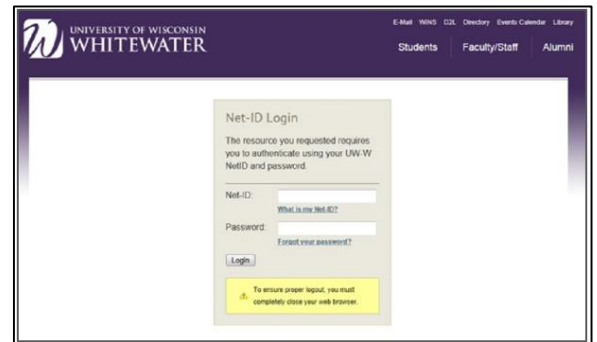 E-Mail WINS D2L Directory Events Calendar Library
UNIVERSITY OF WISCONSIN
WHITEWATER
Students Faculty/Staff Alumni
Net-ID Login
The resource you requested requires
you to authenticate using your UW-W
NetID and password.
Net-ID:
What is my Net-ID?
Password:
Forgot your password?
Login
To ensure proper logout, you must
completely close your web browser.